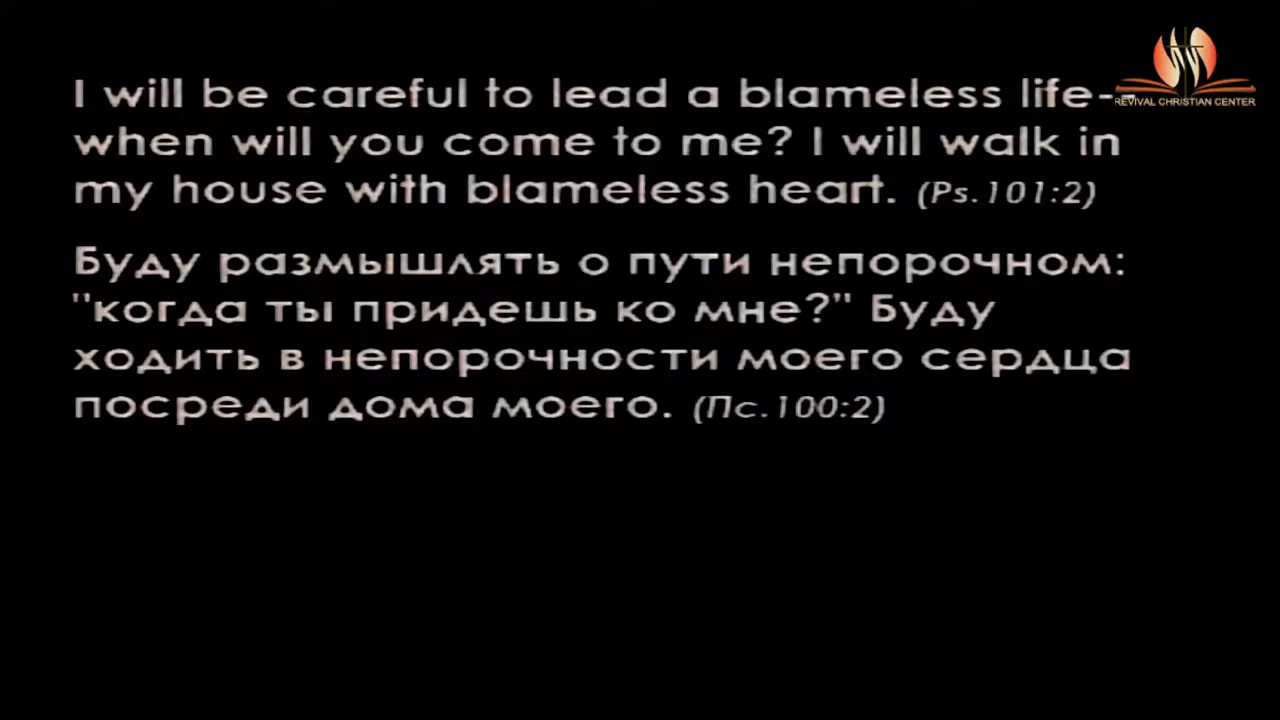 I will be careful to lead a blameless life--
when will you come to me? I will walk in
my house with blameless heart. (Ps.101:2)
Буду размышлять о пути непорочном:
"когда ты придешь ко мне?" Буду
ходить в непорочности моего сердца
посреди дома моего. (Пс.100:2)
REVIVAL CHRISTIAN CENTER